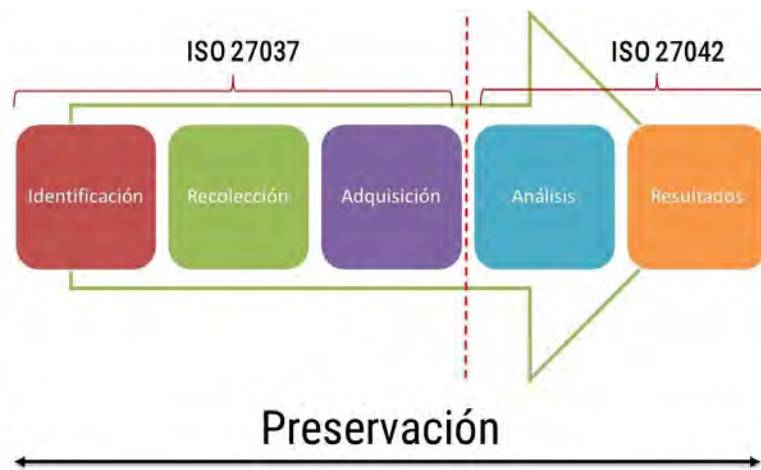 ISO 27037
ISO 27042
Identificación
Recolección
Adquisición
Análisis
Resultados
Preservación